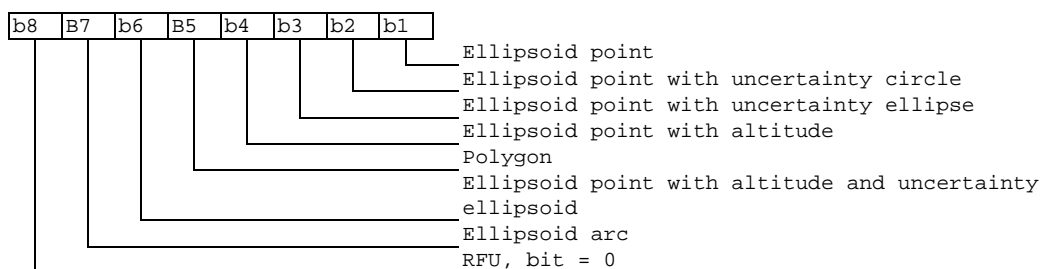 b8 B7 b6 B5 b4 b3 b2 b1
Ellipsoid point
Ellipsoid point with uncertainty circle
Ellipsoid point with uncertainty ellipse
Ellipsoid point with altitude
Polygon
Ellipsoid point with altitude and uncertainty
ellipsoid
Ellipsoid arc
RFU, bit = 0